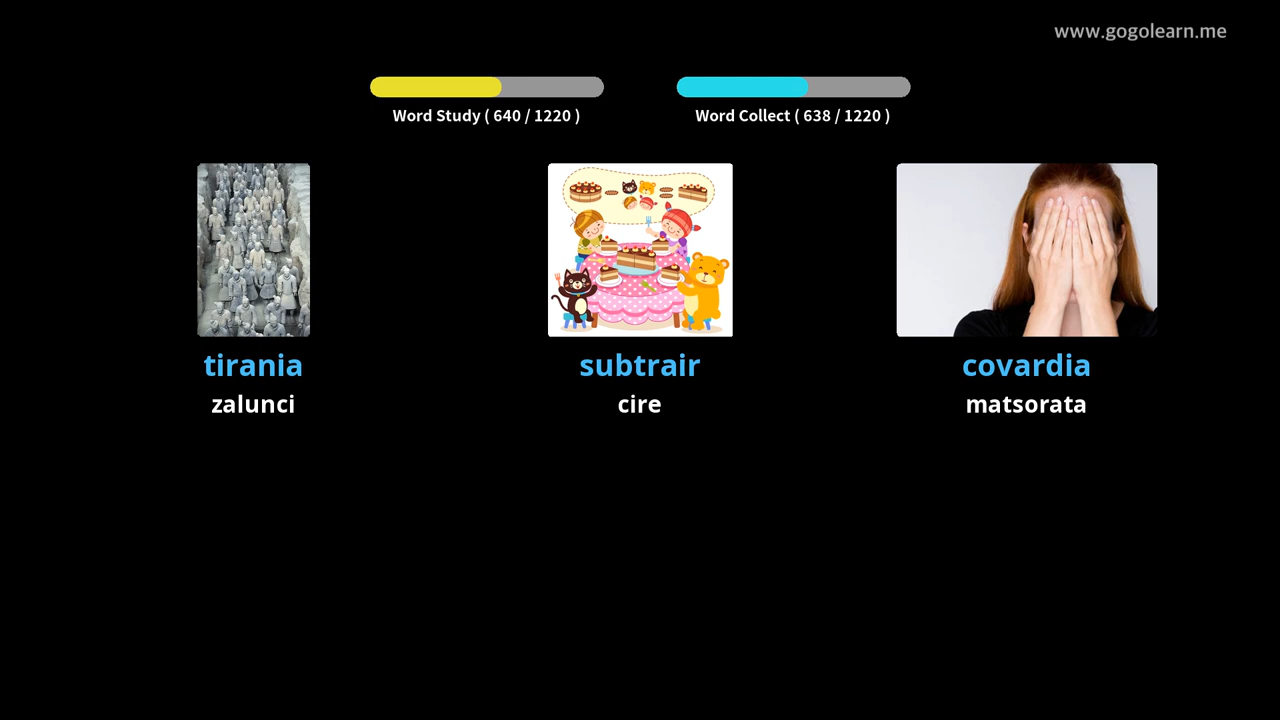 www.gogolearn.me
Word Study ( 640 / 1220 )
Word Collect ( 638 / 1220 )
tirania
zalunci
subtrair
cire
covardia
matsorata